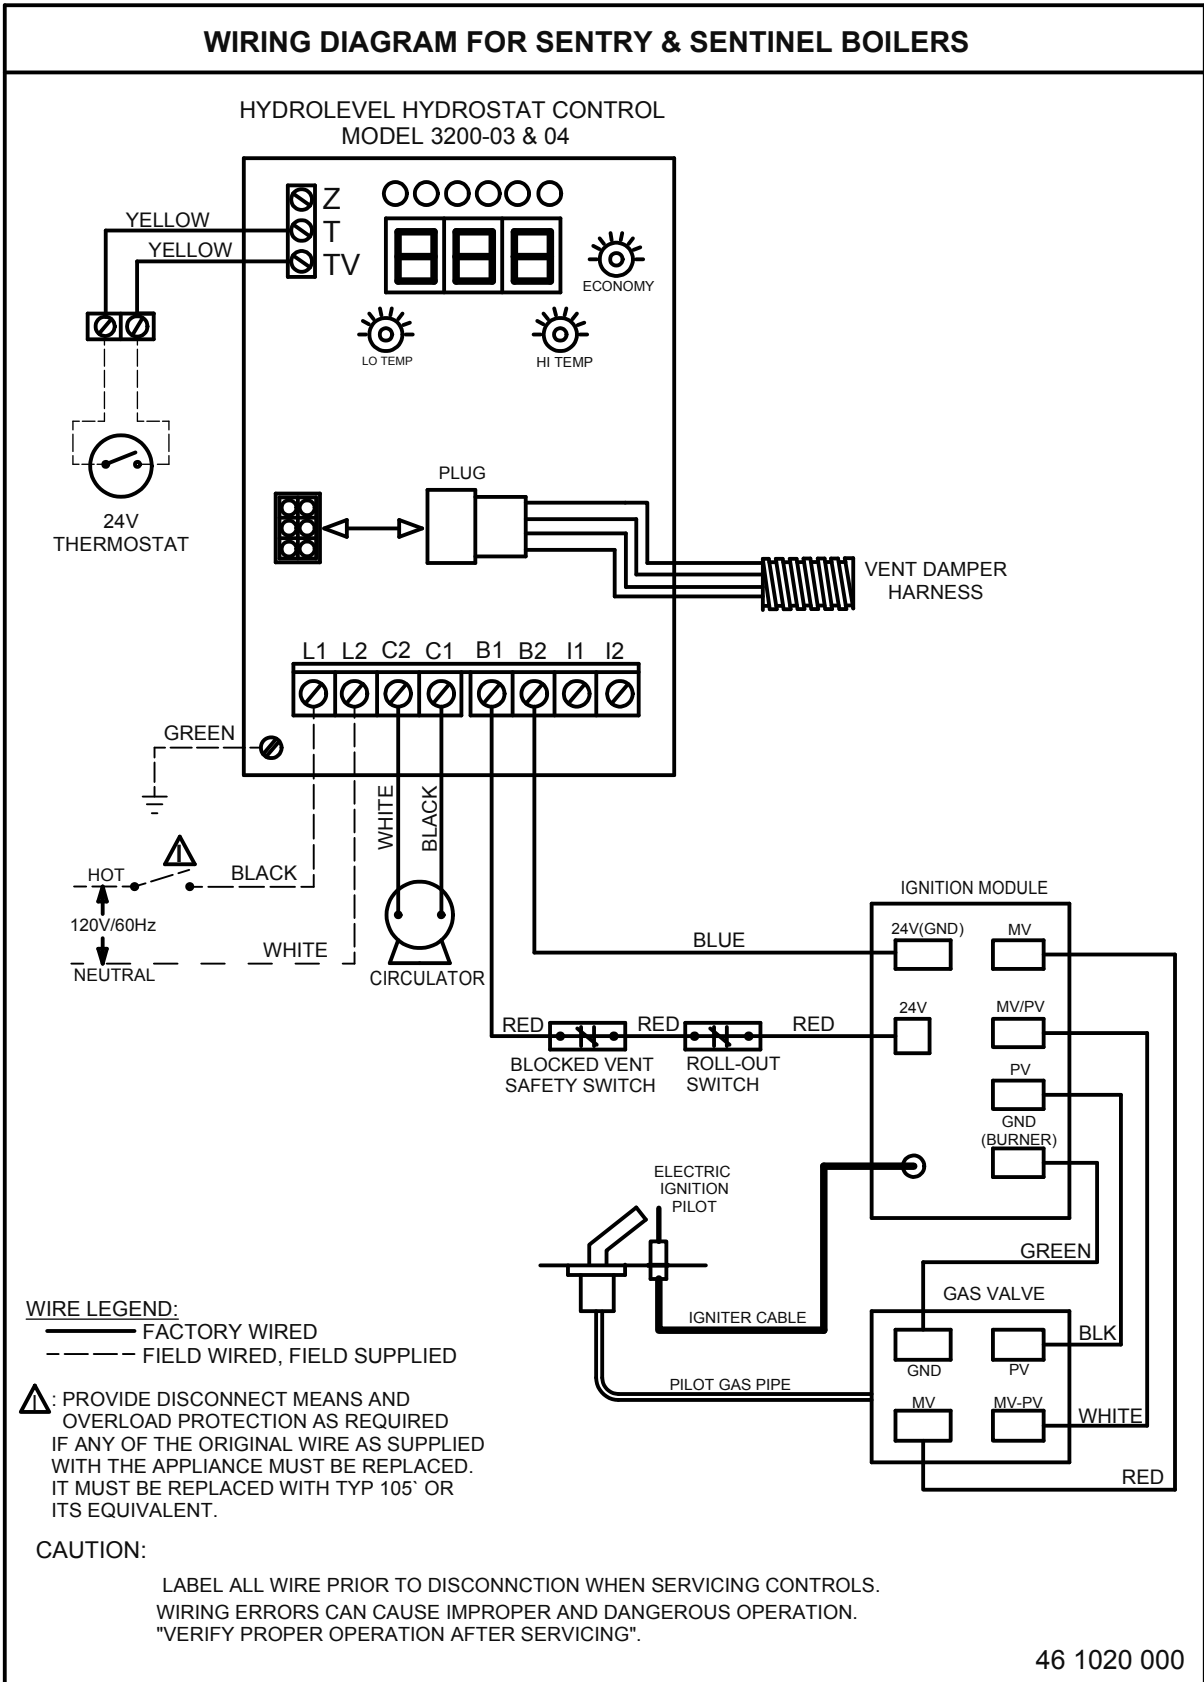 WIRING DIAGRAM FOR SENTRY & SENTINEL BOILERS
HYDROLEVEL HYDROSTAT CONTROL
MODEL 3200-03 & 04
Z
T
TV
YELLOW
YELLOW
ECONOMY
LO TEMP
HI TEMP
24V
THERMOSTAT
PLUG
VENT DAMPER
HARNESS
L1 L2 C2 C1 B1 B2 I1 I2
GREEN
WHITE
BLACK
HOT
BLACK
120V/60Hz
WHITE
NEUTRAL
CIRCULATOR
BLUE
RED
RED
RED
BLOCKED VENT
SAFETY SWITCH
ROLL-OUT
SWITCH
IGNITION MODULE
24V(GND)
MV
24V
MV/PV
PV
GND
(BURNER)
ELECTRIC
IGNITION
PILOT
GREEN
GAS VALVE
IGNITER CABLE
BLK
GND
PV
PILOT GAS PIPE
MV
MV-PV
WHITE
RED
WIRE LEGEND:
FACTORY WIRED
FIELD WIRED, FIELD SUPPLIED
: PROVIDE DISCONNECT MEANS AND
OVERLOAD PROTECTION AS REQUIRED
IF ANY OF THE ORIGINAL WIRE AS SUPPLIED
WITH THE APPLIANCE MUST BE REPLACED.
IT MUST BE REPLACED WITH TYP 105` OR
ITS EQUIVALENT.
CAUTION:
LABEL ALL WIRE PRIOR TO DISCONNCTION WHEN SERVICING CONTROLS.
WIRING ERRORS CAN CAUSE IMPROPER AND DANGEROUS OPERATION.
"VERIFY PROPER OPERATION AFTER SERVICING".
46 1020 000